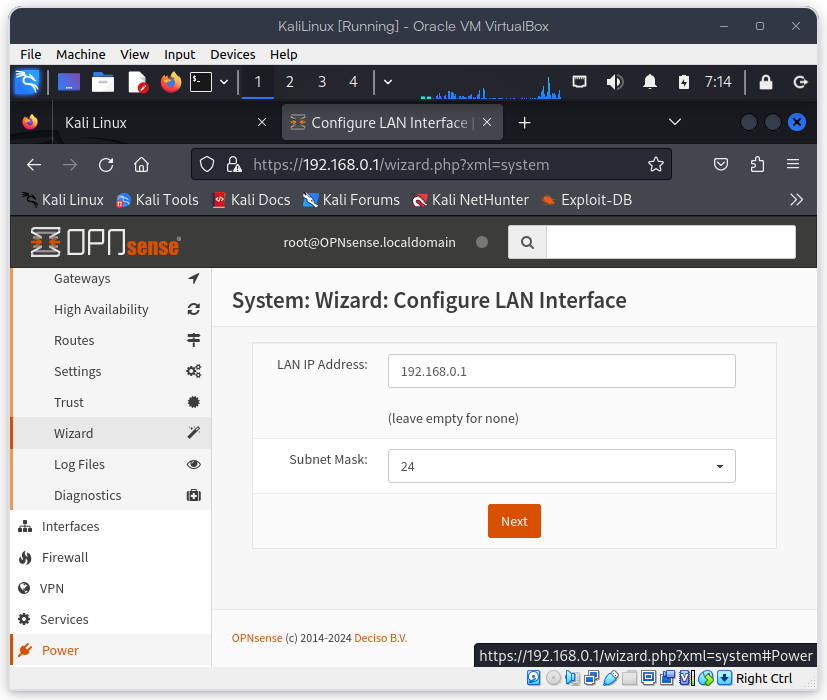 KaliLinux [Running] - Oracle VM VirtualBox
File Machine View Input Devices Help
1 2 3 4 7:14
Kali Linux Configure LAN Interface
https://192.168.0.1/wizard.php?xml=system
Kali Linux Kali Tools Kali Docs Kali Forums Kali NetHunter Exploit-DB
OPNsense root@OPNsense.localdomain
Gateways
High Availability
Routes
Settings
Trust
Wizard
Log Files
Diagnostics
Interfaces
Firewall
VPN
Services
Power
System: Wizard: Configure LAN Interface
LAN IP Address: 192.168.0.1
(leave empty for none)
Subnet Mask: 24
Next
OPNsense (c) 2014-2024 Deciso B.V.
https://192.168.0.1/wizard.php?xml=system#Power
Right Ctrl